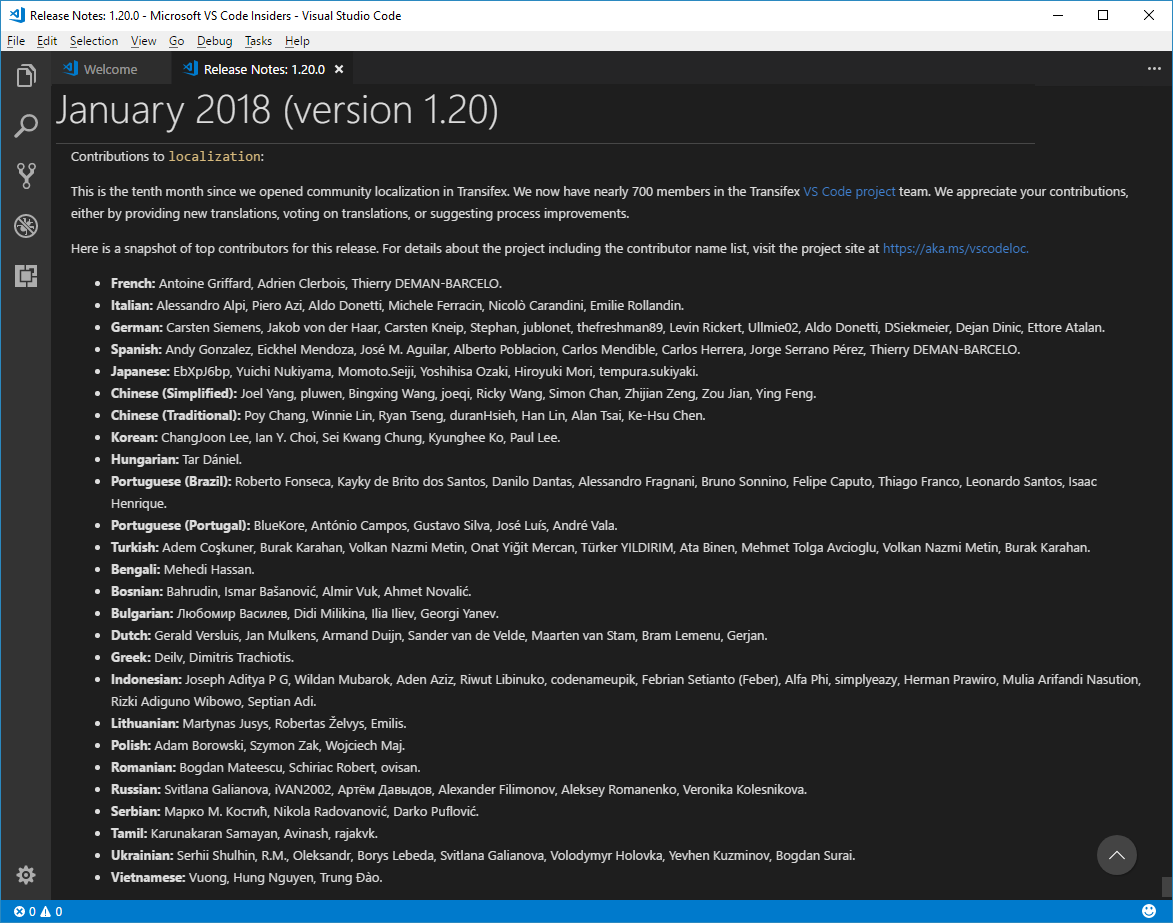 Release Notes: 1.20.0 - Microsoft VS Code Insiders - Visual Studio Code
File Edit Selection View Go Debug Tasks Help
Welcome Release Notes: 1.20.0
January 2018 (version 1.20)
Contributions to localization:
This is the tenth month since we opened community localization in Transifex. We now have nearly 700 members in the Transifex VS Code project team. We appreciate your contributions,
either by providing new translations, voting on translations, or suggesting process improvements.
Here is a snapshot of top contributors for this release. For details about the project including the contributor name list, visit the project site at https://aka.ms/vscodeloc.
• French: Antoine Griffard, Adrien Clerbois, Thierry DEMAN-BARCELO.
• Italian: Alessandro Alpi, Piero Azi, Aldo Donetti, Michele Ferracin, Nicolò Carandini, Emilie Rollandin.
• German: Carsten Siemens, Jakob von der Haar, Carsten Kneip, Stephan, jublonet, thefreshman89, Levin Rickert, Ullmie02, Aldo Donetti, DSiekmeier, Dejan Dinic, Ettore Atalan.
• Spanish: Andy Gonzalez, Eickhel Mendoza, José M. Aguilar, Alberto Poblacion, Carlos Mendible, Carlos Herrera, Jorge Serrano Pérez, Thierry DEMAN-BARCELO.
• Japanese: EbXpJ6bp, Yuichi Nukiyama, Momoto.Seiji, Yoshihisa Ozaki, Hiroyuki Mori, tempura.sukiyaki.
• Chinese (Simplified): Joel Yang, pluwen, Bingxing Wang, joeqi, Ricky Wang, Simon Chan, Zhijian Zeng, Zou Jian, Ying Feng.
• Chinese (Traditional): Poy Chang, Winnie Lin, Ryan Tseng, duranHsieh, Han Lin, Alan Tsai, Ke-Hsu Chen.
• Korean: ChangJoon Lee, Ian Y. Choi, Sei Kwang Chung, Kyunghee Ko, Paul Lee.
• Hungarian: Tar Dániel.
• Portuguese (Brazil): Roberto Fonseca, Kayky de Brito dos Santos, Danilo Dantas, Alessandro Fragnani, Bruno Sonnino, Felipe Caputo, Thiago Franco, Leonardo Santos, Isaac
Henrique.
• Portuguese (Portugal): BlueKore, António Campos, Gustavo Silva, José Luís, André Vala.
• Turkish: Adem Coşkuner, Burak Karahan, Volkan Nazmi Metin, Onat Yiğit Mercan, Türker YILDIRIM, Ata Binen, Mehmet Tolga Avcioglu, Volkan Nazmi Metin, Burak Karahan.
• Bengali: Mehedi Hassan.
• Bosnian: Bahrudin, Ismar Bašanović, Almir Vuk, Ahmet Novalić.
• Bulgarian: Любомир Василев, Didi Milikina, Ilia Iliev, Georgi Yanev.
• Dutch: Gerald Versluis, Jan Mulkens, Armand Duijn, Sander van de Velde, Maarten van Stam, Bram Lemenu, Gerjan.
• Greek: Deilv, Dimitris Trachiotis.
• Indonesian: Joseph Aditya P G, Wildan Mubarok, Aden Aziz, Riwut Libinuko, codenameupik, Febrian Setianto (Feber), Alfa Phi, simplyeazy, Herman Prawiro, Mulia Arifandi Nasution,
Rizki Adiguno Wibowo, Septian Adi.
• Lithuanian: Martynas Jusys, Robertas Želvys, Emilis.
• Polish: Adam Borowski, Szymon Zak, Wojciech Maj.
• Romanian: Bogdan Mateescu, Schiriac Robert, ovisan.
• Russian: Svitlana Galianova, iVAN2002, Артём Давыдов, Alexander Filimonov, Aleksey Romanenko, Veronika Kolesnikova.
• Serbian: Марко М. Костић, Nikola Radovanović, Darko Puflović.
• Tamil: Karunakaran Samayan, Avinash, rajakvk.
• Ukrainian: Serhii Shulhin, R.M., Oleksandr, Borys Lebeda, Svitlana Galianova, Volodymyr Holovka, Yevhen Kuzminov, Bogdan Surai.
• Vietnamese: Vuong, Hung Nguyen, Trung Đào.
0 0